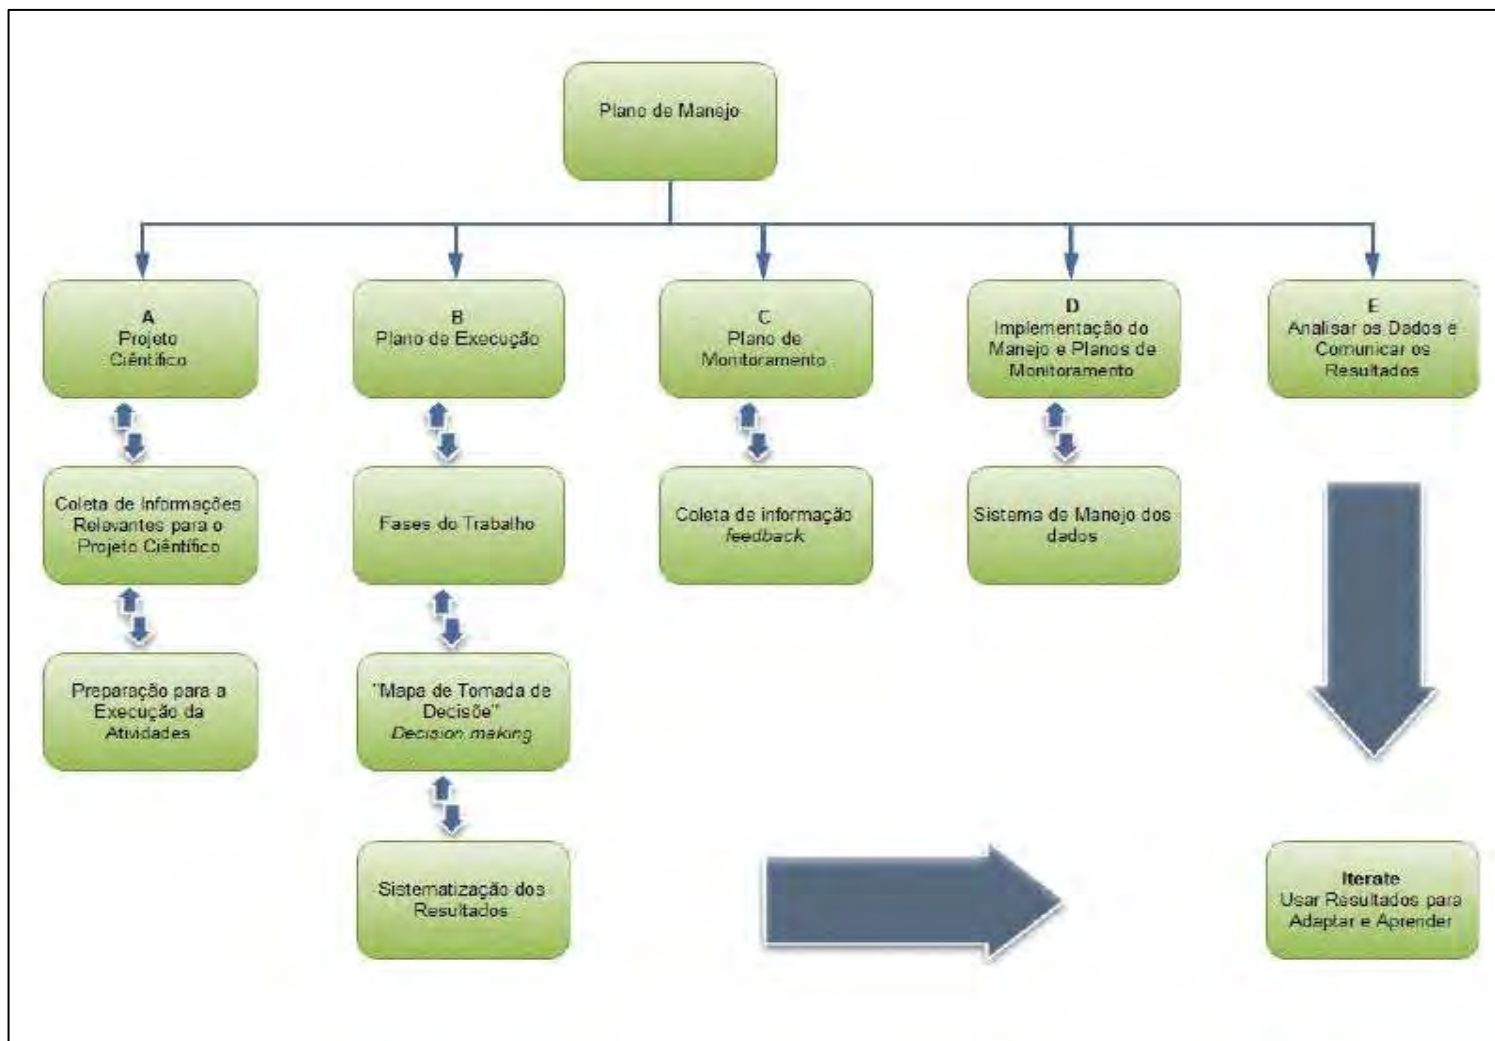 Plano de Manejo
A
Projeto
Ciêntífico
B
Plano de Execução
C
Plano de
Monitoramento
D
Implementação do
Manejo e Planos de
Monitoramento
E
Analisar os Dados e
Comunicar os
Resultados
Coleta de Informações
Relevantes para o
Projeto Ciêntífico
Fases do Trabalho
Coleta de informação
feedback
Sistema de Manejo dos
dados
Preparação para a
Execução da
Atividades
"Mapa de Tomada de
Decisõe"
Decision making
Sistematização dos
Resultados
Iterate
Usar Resultados para
Adaptar e Aprender